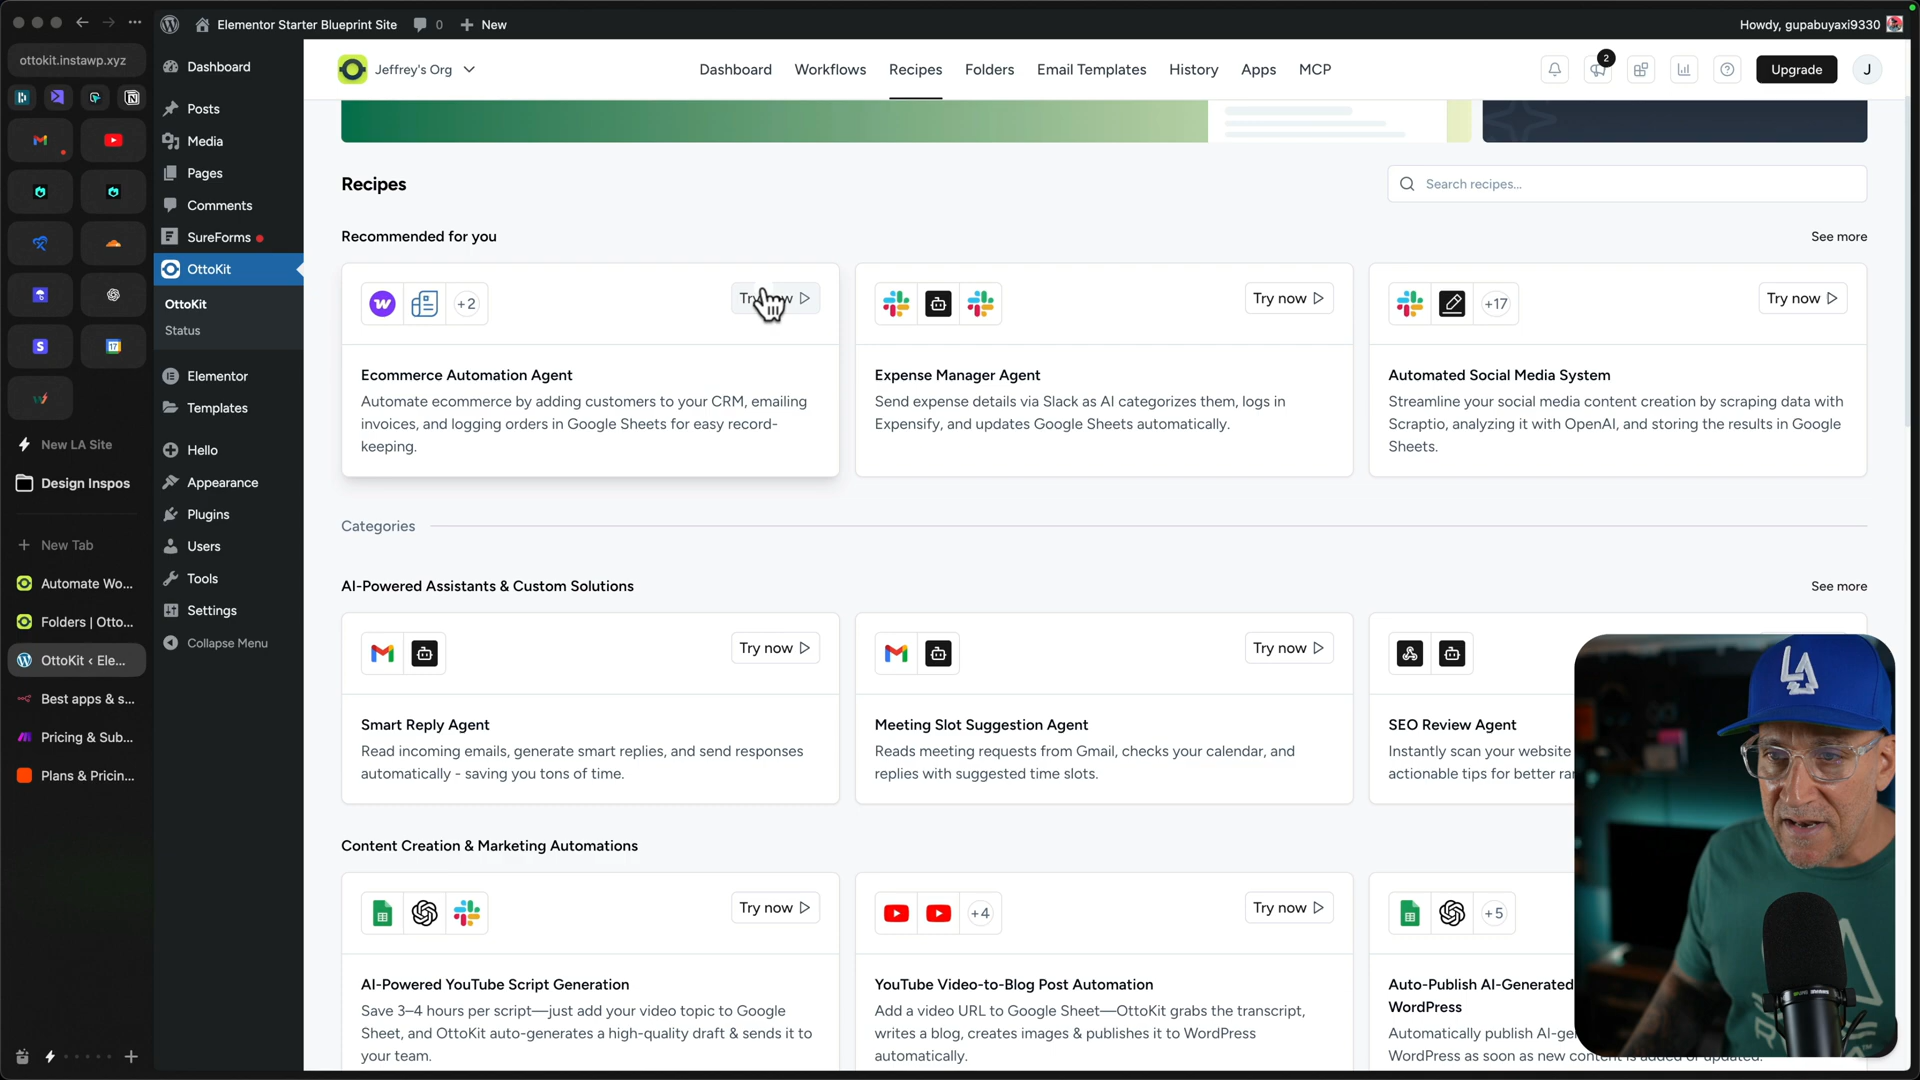 Elementor Starter Blueprint Site
0
New
Howdy, gupabuyaxi9330
ottokit.instawp.xyz
New LA Site
Design Inspos
New Tab
Automate Wo...
Folders | Otto...
OttoKit ‹ Ele...
Best apps & s...
Pricing & Sub...
Plans & Pricin...
Dashboard
Posts
Media
Pages
Comments
SureForms
OttoKit
OttoKit
Status
Elementor
Templates
Hello
Appearance
Plugins
Users
Tools
Settings
Collapse Menu
Jeffrey's Org
Dashboard
Workflows
Recipes
Folders
Email Templates
History
Apps
MCP
2
Upgrade
J
Recipes
Search recipes...
Recommended for you
See more
+2
Ecommerce Automation Agent
Automate ecommerce by adding customers to your CRM, emailing
invoices, and logging orders in Google Sheets for easy record-
keeping.
Try now
Expense Manager Agent
Send expense details via Slack as AI categorizes them, logs in
Expensify, and updates Google Sheets automatically.
+17
Try now
Automated Social Media System
Streamline your social media content creation by scraping data with
Scraptio, analyzing it with OpenAI, and storing the results in Google
Sheets.
Categories
AI-Powered Assistants & Custom Solutions
See more
Try now
Smart Reply Agent
Read incoming emails, generate smart replies, and send responses
automatically - saving you tons of time.
Try now
Meeting Slot Suggestion Agent
Reads meeting requests from Gmail, checks your calendar, and
replies with suggested time slots.
SEO Review Agent
Instantly scan your website
actionable tips for better
Content Creation & Marketing Automations
Try now
AI-Powered YouTube Script Generation
Save 3–4 hours per script—just add your video topic to Google
Sheet, and OttoKit auto-generates a high-quality draft & sends it to
your team.
+4
Try now
YouTube Video-to-Blog Post Automation
Add a video URL to Google Sheet—OttoKit grabs the transcript,
writes a blog, creates images & publishes it to WordPress
automatically.
+5
Auto-Publish AI-Generated
WordPress
Automatically publish
WordPress as soon as new content is added or updated.
LA